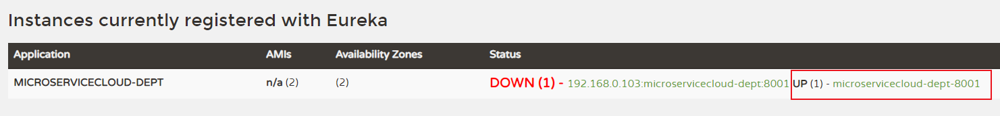 Instances currently registered with Eureka
Application AMIs Availability Zones Status
MICROSERVICECLOUD-DEPT n/a (2) (2) DOWN (1) - 192.168.0.103:microservicecloud-dept:8001 UP (1) - microservicecloud-dept-8001